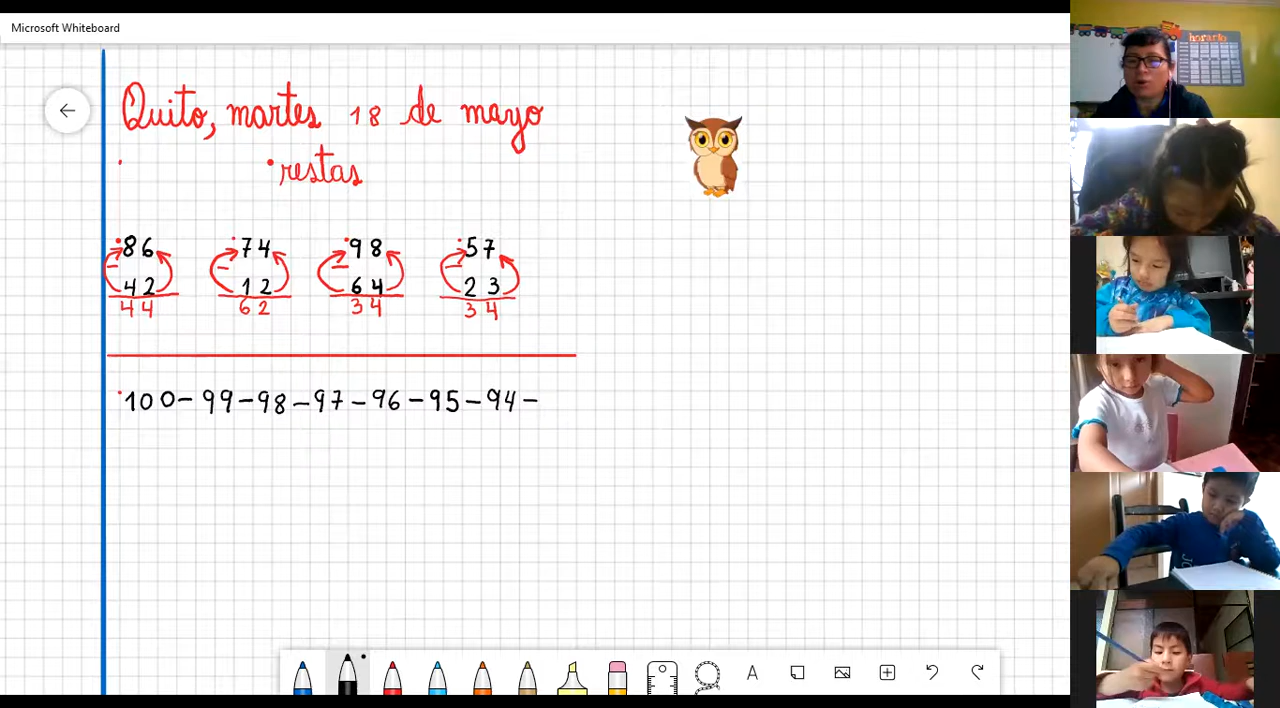 Microsoft Whiteboard
horario
Quito, martes 18 de mayo
restas
86 74 98 57
- 42 - 12 - 64 - 23
44 62 34 34
100 - 99 - 98 - 97 - 96 - 95 - 94 -
A